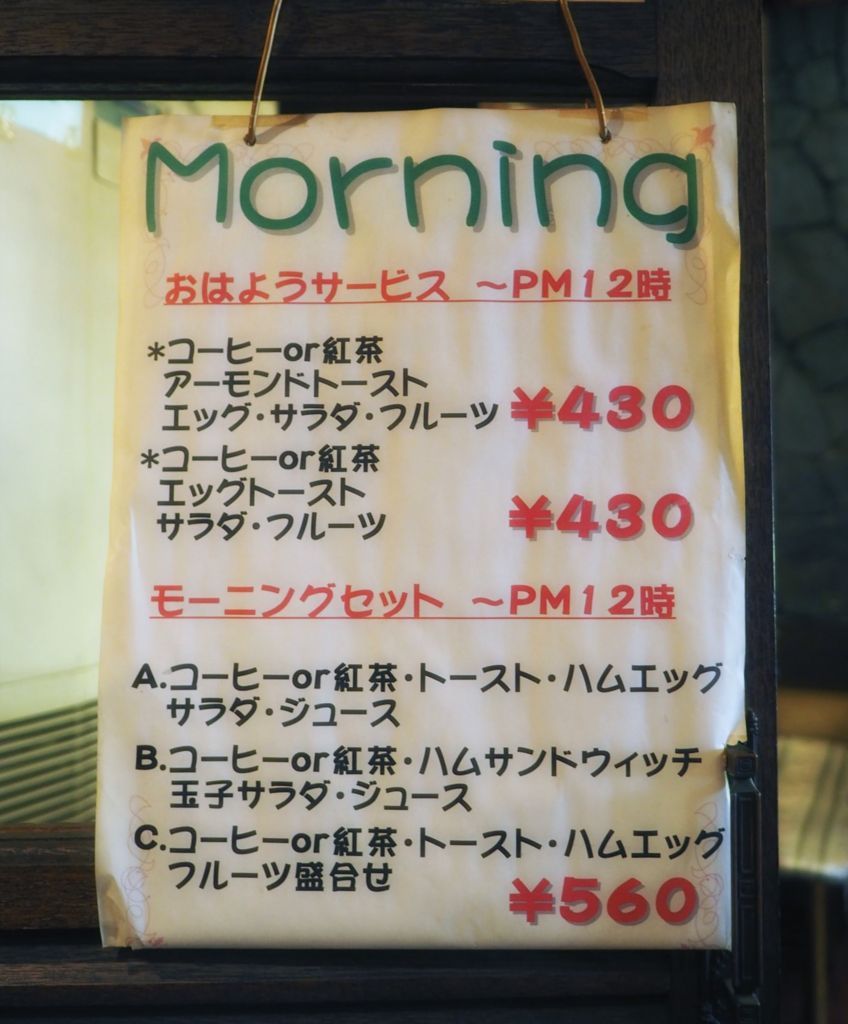 Morning
おはようサービス ～PM12時
*コーヒーor紅茶
アーモンドトースト
エッグ・サラダ・フルーツ ¥430
*コーヒーor紅茶
エッグトースト
サラダ・フルーツ ¥430
モーニングセット ～PM12時
A.コーヒーor紅茶・トースト・ハムエッグ
サラダ・ジュース
B.コーヒーor紅茶・ハムサンドウィッチ
玉子サラダ・ジュース
C.コーヒーor紅茶・トースト・ハムエッグ
フルーツ盛合せ
¥560